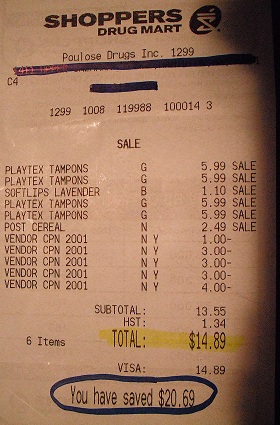 SHOPPERS
DRUG MART
Poulose Drugs Inc. 1299
C4
1299 1008 119988 100014 3
SALE
PLAYTEX TAMPONS G 5.99 SALE
PLAYTEX TAMPONS G 5.99 SALE
SOFTLIPS LAVENDER B 1.10 SALE
PLAYTEX TAMPONS G 5.99 SALE
PLAYTEX TAMPONS G 5.99 SALE
POST CEREAL N 2.49 SALE
VENDOR CPN 2001 N Y 1.00-
VENDOR CPN 2001 N Y 3.00-
VENDOR CPN 2001 N Y 3.00-
VENDOR CPN 2001 N Y 3.00-
VENDOR CPN 2001 N Y 4.00-
SUBTOTAL: 13.55
HST: 1.34
6 Items TOTAL: $14.89
VISA: 14.89
You have saved $20.69